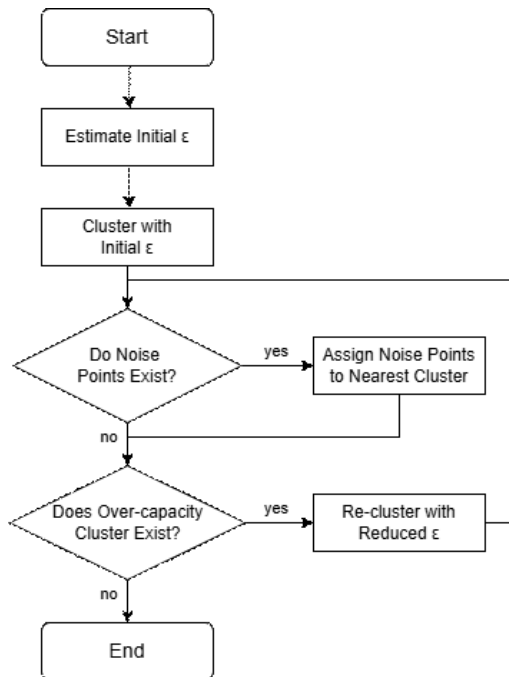 Start
Estimate Initial ε
Cluster with
Initial ε
Do Noise
Points Exist?
yes
Assign Noise Points
to Nearest Cluster
no
Does Over-capacity
Cluster Exist?
yes
Re-cluster with
Reduced ε
no
End